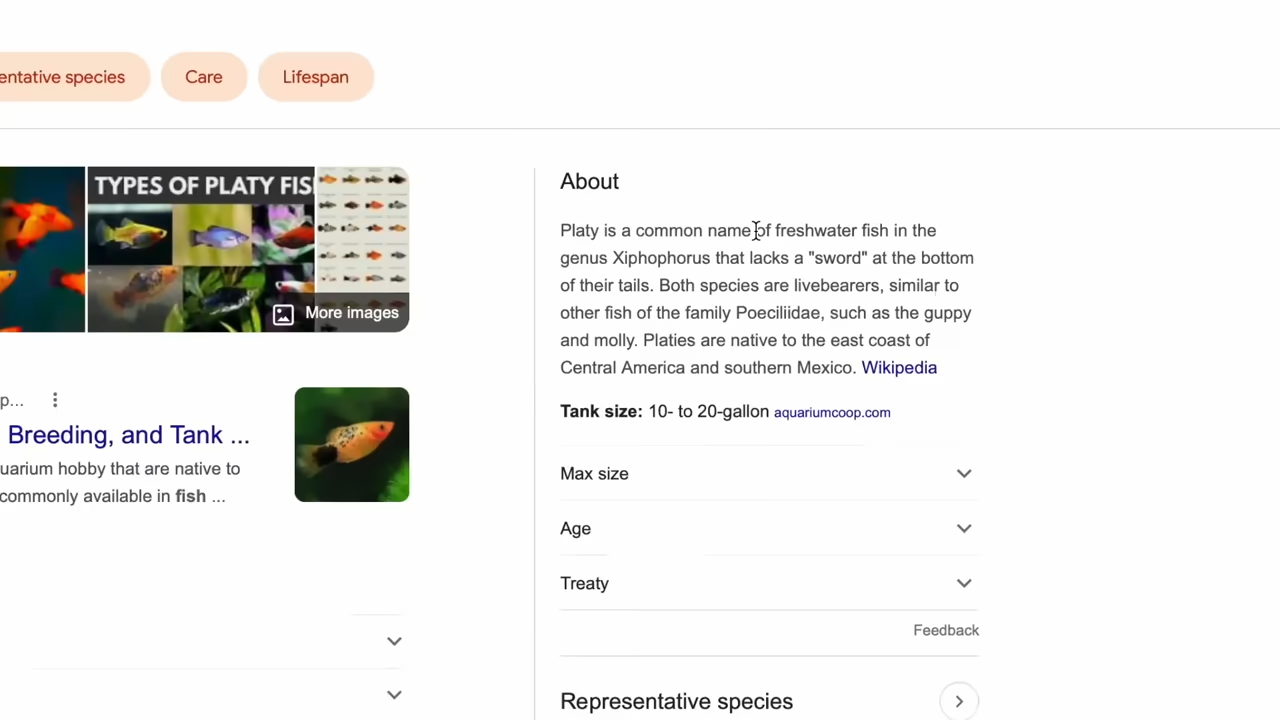 entative species
Care
Lifespan
TYPES OF PLATY FIS
More images
p...
Breeding, and Tank ...
uarium hobby that are native to
commonly available in fish ...
About
Platy is a common name of freshwater fish in the
genus Xiphophorus that lacks a "sword" at the bottom
of their tails. Both species are livebearers, similar to
other fish of the family Poeciliidae, such as the guppy
and molly. Platies are native to the east coast of
Central America and southern Mexico. Wikipedia
Tank size: 10- to 20-gallon aquariumcoop.com
Max size
Age
Treaty
Feedback
Representative species